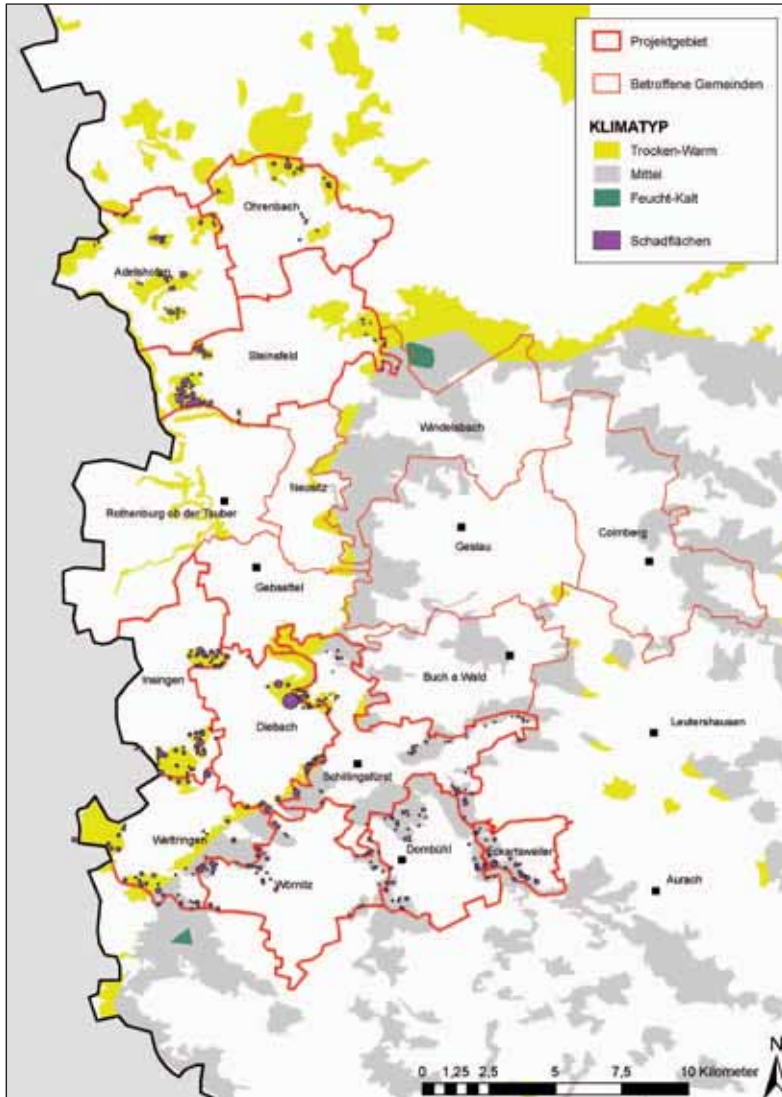 Projektgebiet
Betroffene Gemeinden
KLIMATYP
Trocken-Warm
Mittel
Feucht-Kalt
Schadflächen
Ohrenbach
Adelshofen
Steinsfeld
Windelsbach
Neusitz
Rothenburg ob der Tauber
Geslau
Colmberg
Gebsattel
Insingen
Buch a Wald
Diebach
Leutershausen
Schillingsfürst
Wettringen
Dombühl
Eckartsweiler
Wörnitz
Aurach
N
0 1,25 2,5 5 7,5 10 Kilometer